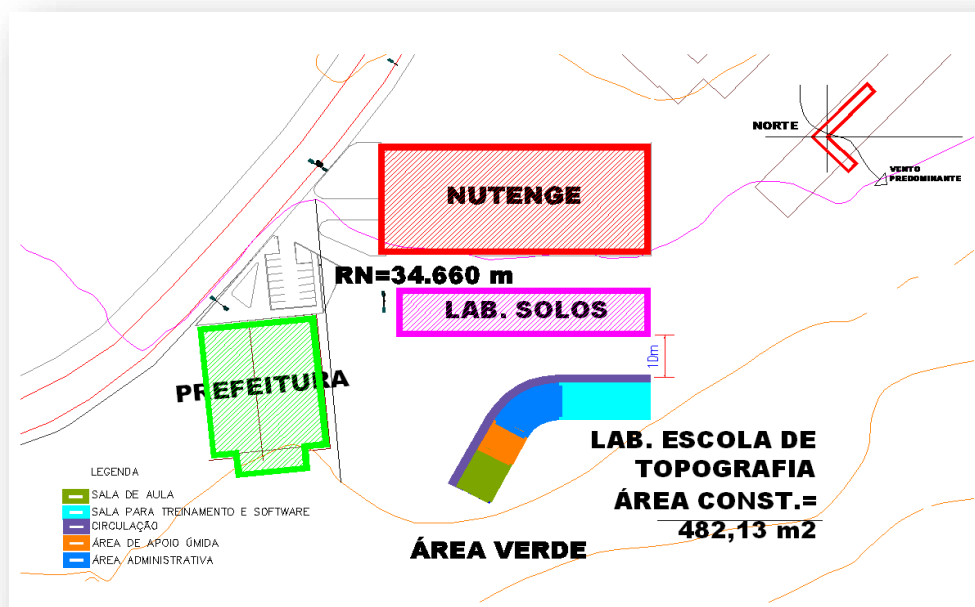 NORTE
VENTO
PREDOMINANTE
NUTENGE
RN=34.660 m
LAB. SOLOS
10m
PREFEITURA
LAB. ESCOLA DE
TOPOGRAFIA
ÁREA CONST.=
482,13 m2
ÁREA VERDE
LEGENDA
SALA DE AULA
SALA PARA TREINAMENTO E SOFTWARE
CIRCULAÇÃO
ÁREA DE APOIO ÚMIDA
ÁREA ADMINISTRATIVA